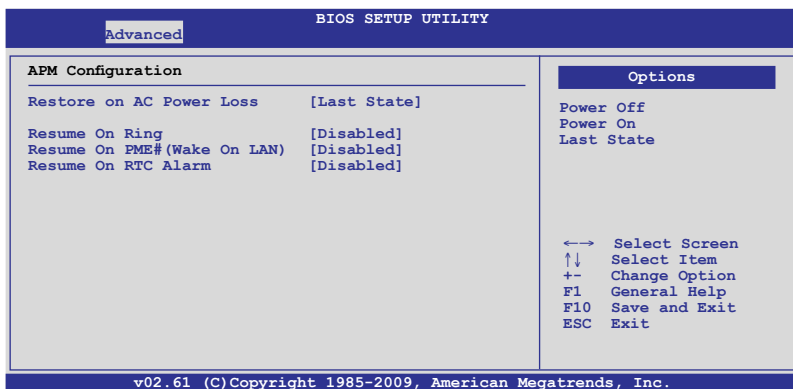 BIOS SETUP UTILITY
Advanced
APM Configuration
Restore on AC Power Loss [Last State]
Resume On Ring [Disabled]
Resume On PME#(Wake On LAN) [Disabled]
Resume On RTC Alarm [Disabled]
Options
Power Off
Power On
Last State
←→ Select Screen
↑↓ Select Item
+- Change Option
F1 General Help
F10 Save and Exit
ESC Exit
v02.61 (C)Copyright 1985-2009, American Megatrends, Inc.